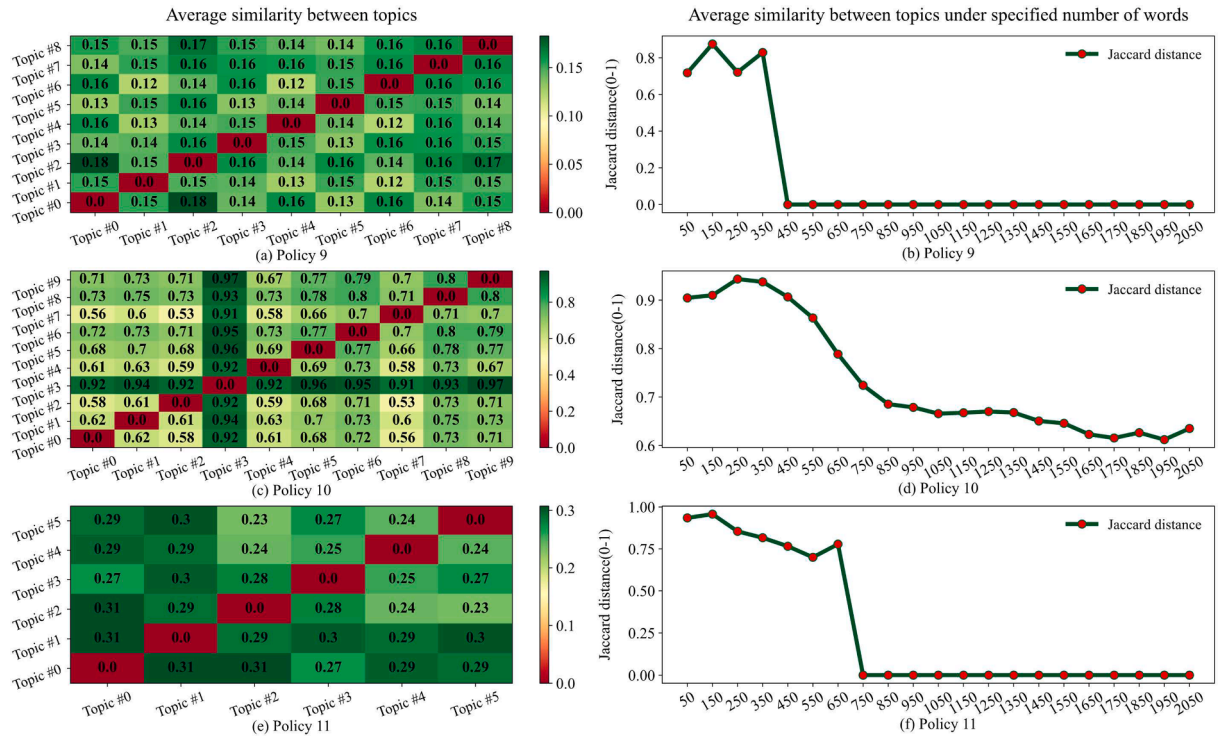 Average similarity between topics
Topic #8 0.15 0.15 0.17 0.15 0.14 0.14 0.16 0.16 0.0
Topic #7 0.14 0.15 0.16 0.16 0.16 0.15 0.16 0.0 0.16
Topic #6 0.16 0.12 0.14 0.16 0.12 0.15 0.0 0.16 0.16
Topic #5 0.13 0.15 0.16 0.13 0.14 0.0 0.15 0.15 0.14
Topic #4 0.16 0.13 0.14 0.15 0.0 0.14 0.12 0.16 0.14
Topic #3 0.14 0.14 0.16 0.0 0.15 0.13 0.16 0.16 0.15
Topic #2 0.18 0.15 0.0 0.16 0.14 0.16 0.14 0.16 0.17
Topic #1 0.15 0.0 0.15 0.14 0.13 0.15 0.12 0.15 0.15
Topic #0 0.0 0.15 0.18 0.14 0.16 0.13 0.16 0.14 0.15
Topic #0 Topic #1 Topic #2 Topic #3 Topic #4 Topic #5 Topic #6 Topic #7 Topic #8
0.15
0.10
0.05
0.00
(a) Policy 9
Average similarity between topics under specified number of words
Jaccard distance(0-1)
0.8
0.6
0.4
0.2
0.0
Jaccard distance
50 150 250 350 450 550 650 750 850 950 1050 1150 1250 1350 1450 1550 1650 1750 1850 1950 2050
(b) Policy 9
Topic #9 0.71 0.73 0.71 0.97 0.67 0.77 0.79 0.7 0.8 0.0
Topic #8 0.73 0.75 0.73 0.93 0.73 0.78 0.8 0.71 0.0 0.8
Topic #7 0.56 0.6 0.53 0.91 0.58 0.66 0.7 0.0 0.71 0.7
Topic #6 0.72 0.73 0.71 0.95 0.73 0.77 0.0 0.7 0.8 0.79
Topic #5 0.68 0.7 0.68 0.96 0.69 0.0 0.77 0.66 0.78 0.77
Topic #4 0.61 0.63 0.59 0.92 0.0 0.69 0.73 0.58 0.73 0.67
Topic #3 0.92 0.94 0.92 0.0 0.92 0.96 0.95 0.91 0.93 0.97
Topic #2 0.58 0.61 0.0 0.92 0.59 0.68 0.71 0.53 0.73 0.71
Topic #1 0.62 0.0 0.61 0.94 0.63 0.7 0.73 0.6 0.75 0.73
Topic #0 0.0 0.62 0.58 0.92 0.61 0.68 0.72 0.56 0.73 0.71
Topic #0 Topic #1 Topic #2 Topic #3 Topic #4 Topic #5 Topic #6 Topic #7 Topic #8 Topic #9
0.8
0.6
0.4
0.2
0.0
(c) Policy 10
Jaccard distance(0-1)
0.9
0.8
0.7
0.6
Jaccard distance
50 150 250 350 450 550 650 750 850 950 1050 1150 1250 1350 1450 1550 1650 1750 1850 1950 2050
(d) Policy 10
Topic #5 0.29 0.3 0.23 0.27 0.24 0.0
Topic #4 0.29 0.29 0.24 0.25 0.0 0.24
Topic #3 0.27 0.3 0.28 0.0 0.25 0.27
Topic #2 0.31 0.29 0.0 0.28 0.24 0.23
Topic #1 0.31 0.0 0.29 0.3 0.29 0.3
Topic #0 0.0 0.31 0.31 0.27 0.29 0.29
Topic #0 Topic #1 Topic #2 Topic #3 Topic #4 Topic #5
0.3
0.2
0.1
0.0
(e) Policy 11
Jaccard distance(0-1)
1.00
0.75
0.50
0.25
0.00
Jaccard distance
50 150 250 350 450 550 650 750 850 950 1050 1150 1250 1350 1450 1550 1650 1750 1850 1950 2050
(f) Policy 11